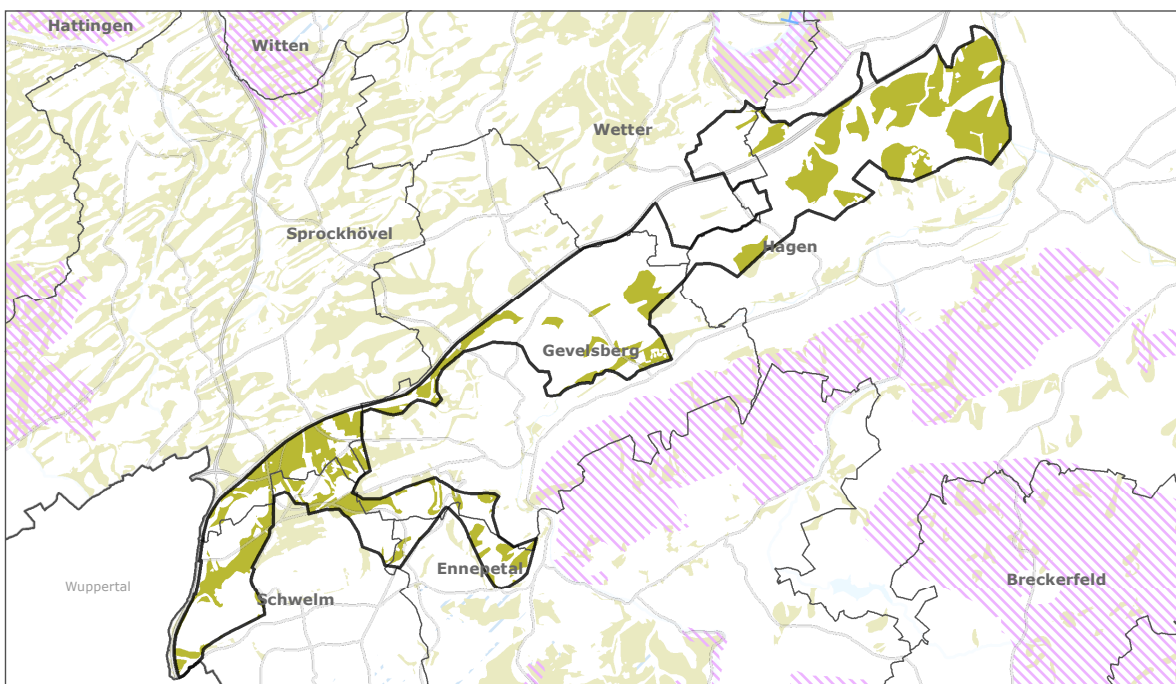 Hattingen
Witten
Wetter
Sprockhövel
Hagen
Gevelsberg
Ennepetal
Breckerfeld
Wuppertal
Schwelm